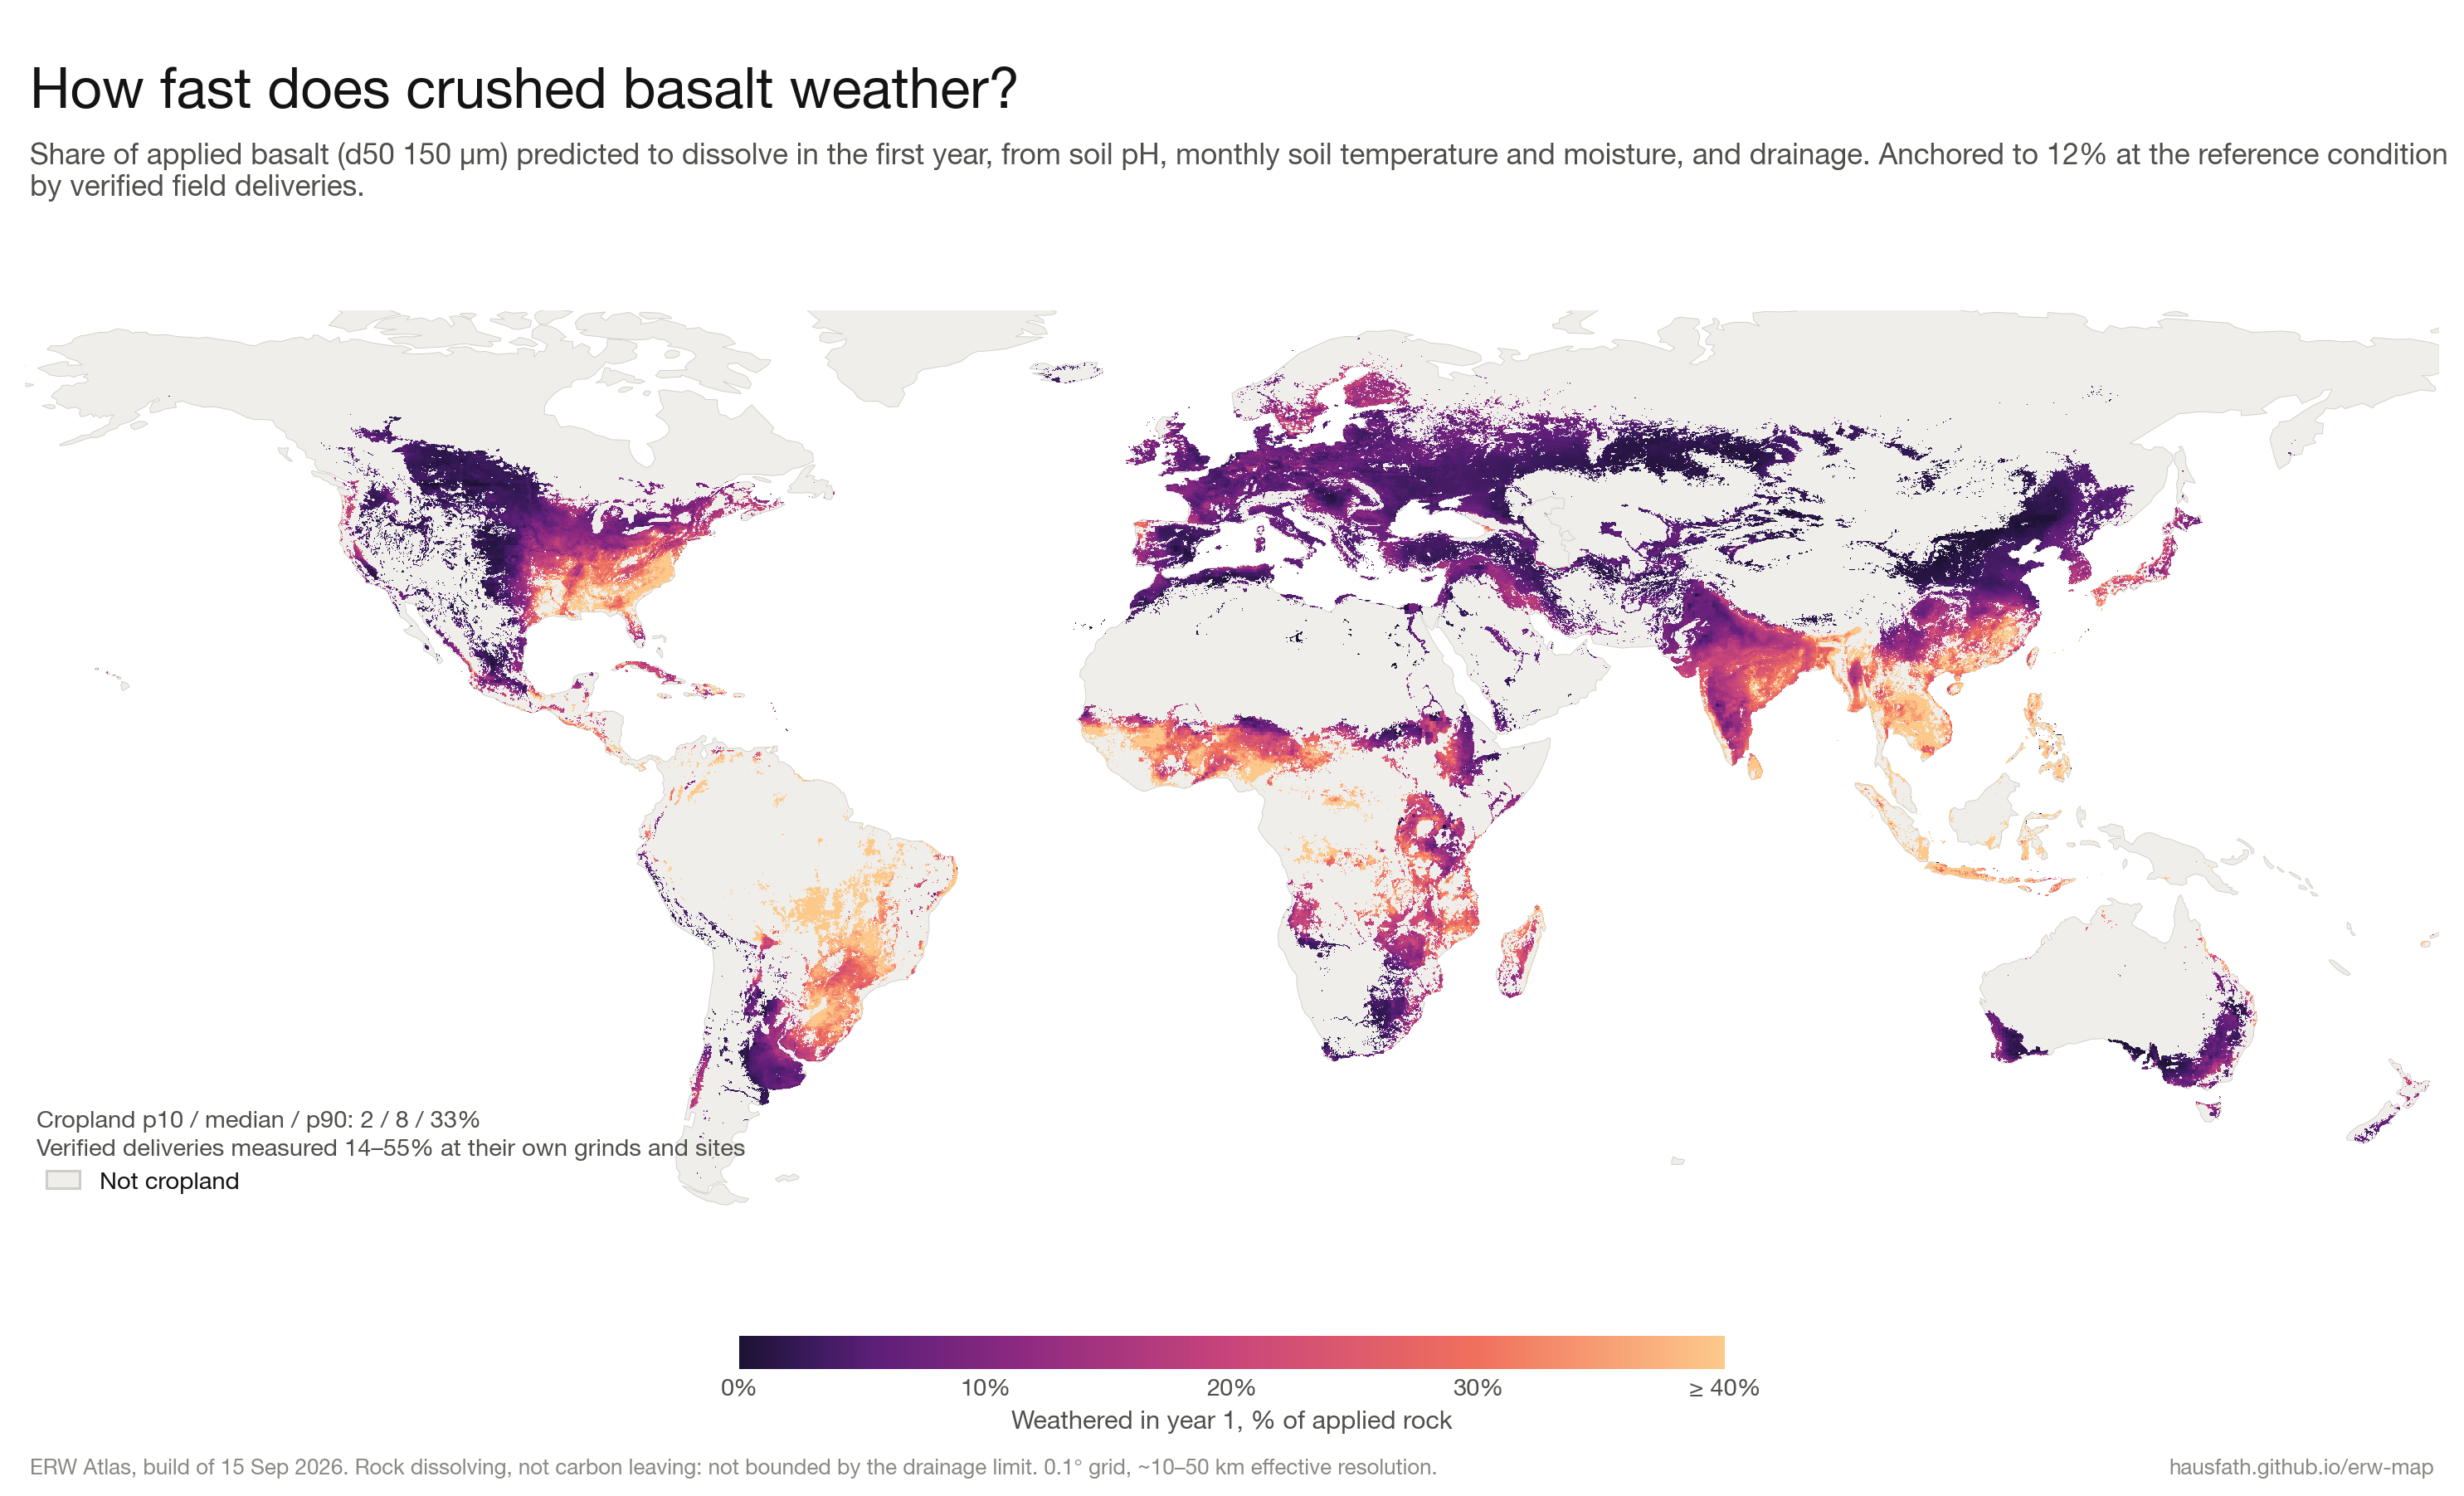 How fast does crushed basalt weather?
Share of applied basalt (d50 150 µm) predicted to dissolve in the first year, from soil pH, monthly soil temperature and moisture, and drainage. Anchored to 12% at the reference condition
by verified field deliveries.
Cropland p10 / median / p90: 2 / 8 / 33%
Verified deliveries measured 14–55% at their own grinds and sites
Not cropland
0% 10% 20% 30% ≥ 40%
Weathered in year 1, % of applied rock
ERW Atlas, build of 15 Sep 2026. Rock dissolving, not carbon leaving: not bounded by the drainage limit. 0.1° grid, ~10–50 km effective resolution.
hausfath.github.io/erw-map